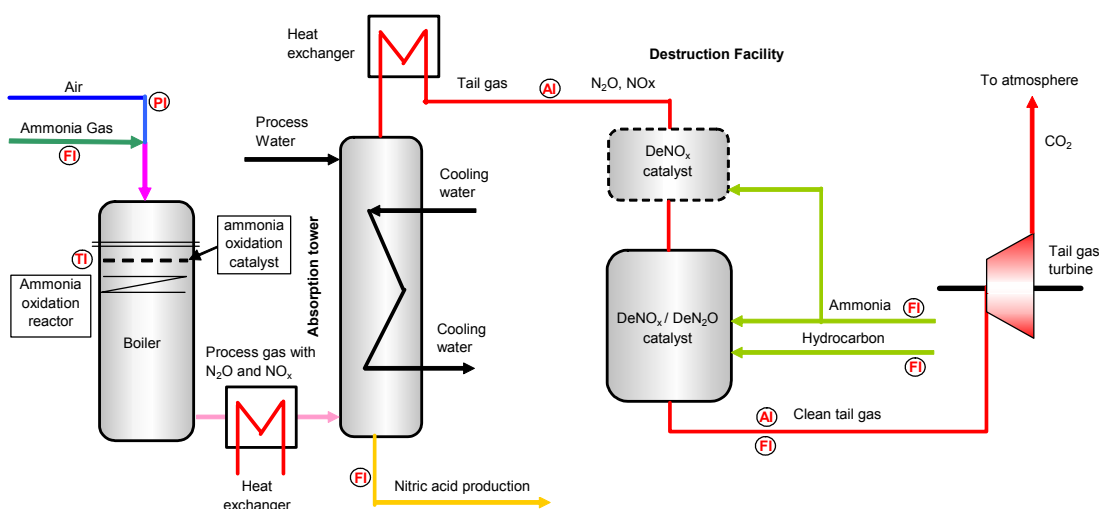 Heat
exchanger
Destruction Facility
Tail gas
AI
N₂O, NOx
To atmosphere
Air
PI
Ammonia Gas
FI
Process
Water
DeNOₓ
catalyst
CO₂
Cooling
water
ammonia
oxidation
catalyst
TI
Ammonia
oxidation
reactor
Absorption tower
Tail gas
turbine
Boiler
DeNOₓ / DeN₂O
catalyst
Ammonia
FI
Hydrocarbon
FI
Cooling
water
Process gas with
N₂O and NOₓ
AI
Clean tail gas
FI
FI
Nitric acid production
Heat
exchanger